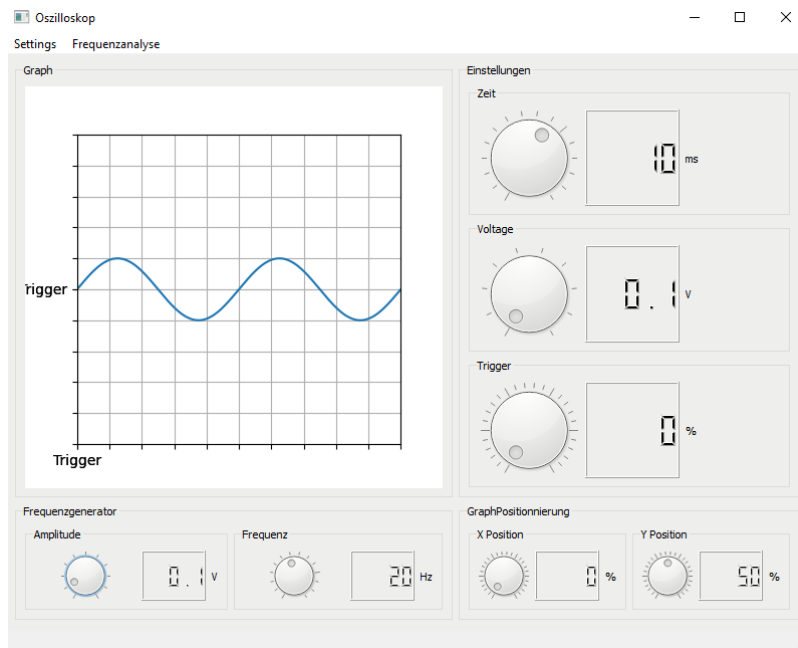 Oszilloskop
Settings Frequenzanalyse
Graph
rigger
Trigger
Einstellungen
Zeit
10 ms
Voltage
0.1 V
Trigger
0 %
Frequenzgenerator
Amplitude
0.1 V
Frequenz
20 Hz
GraphPositionnierung
X Position
0 %
Y Position
50 %